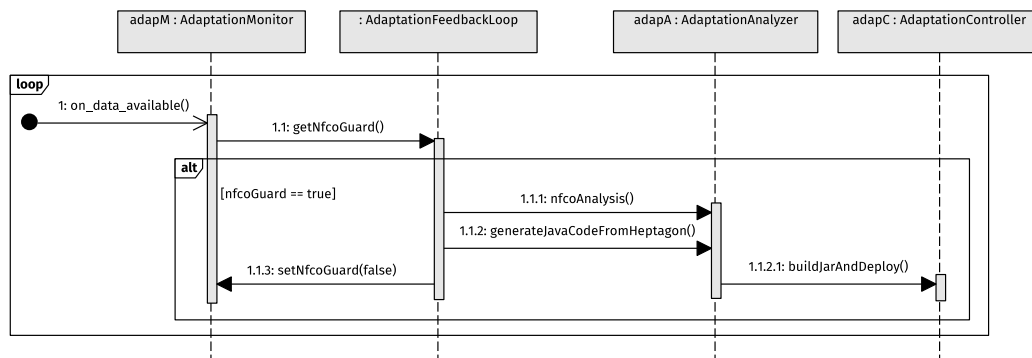 adapM : AdaptationMonitor
: AdaptationFeedbackLoop
adapA : AdaptationAnalyzer
adapC : AdaptationController
loop
1: on_data_available()
1.1: getNfcoGuard()
alt
[nfcoGuard == true]
1.1.1: nfcoAnalysis()
1.1.2: generateJavaCodeFromHeptagon()
1.1.3: setNfcoGuard(false)
1.1.2.1: buildJarAndDeploy()